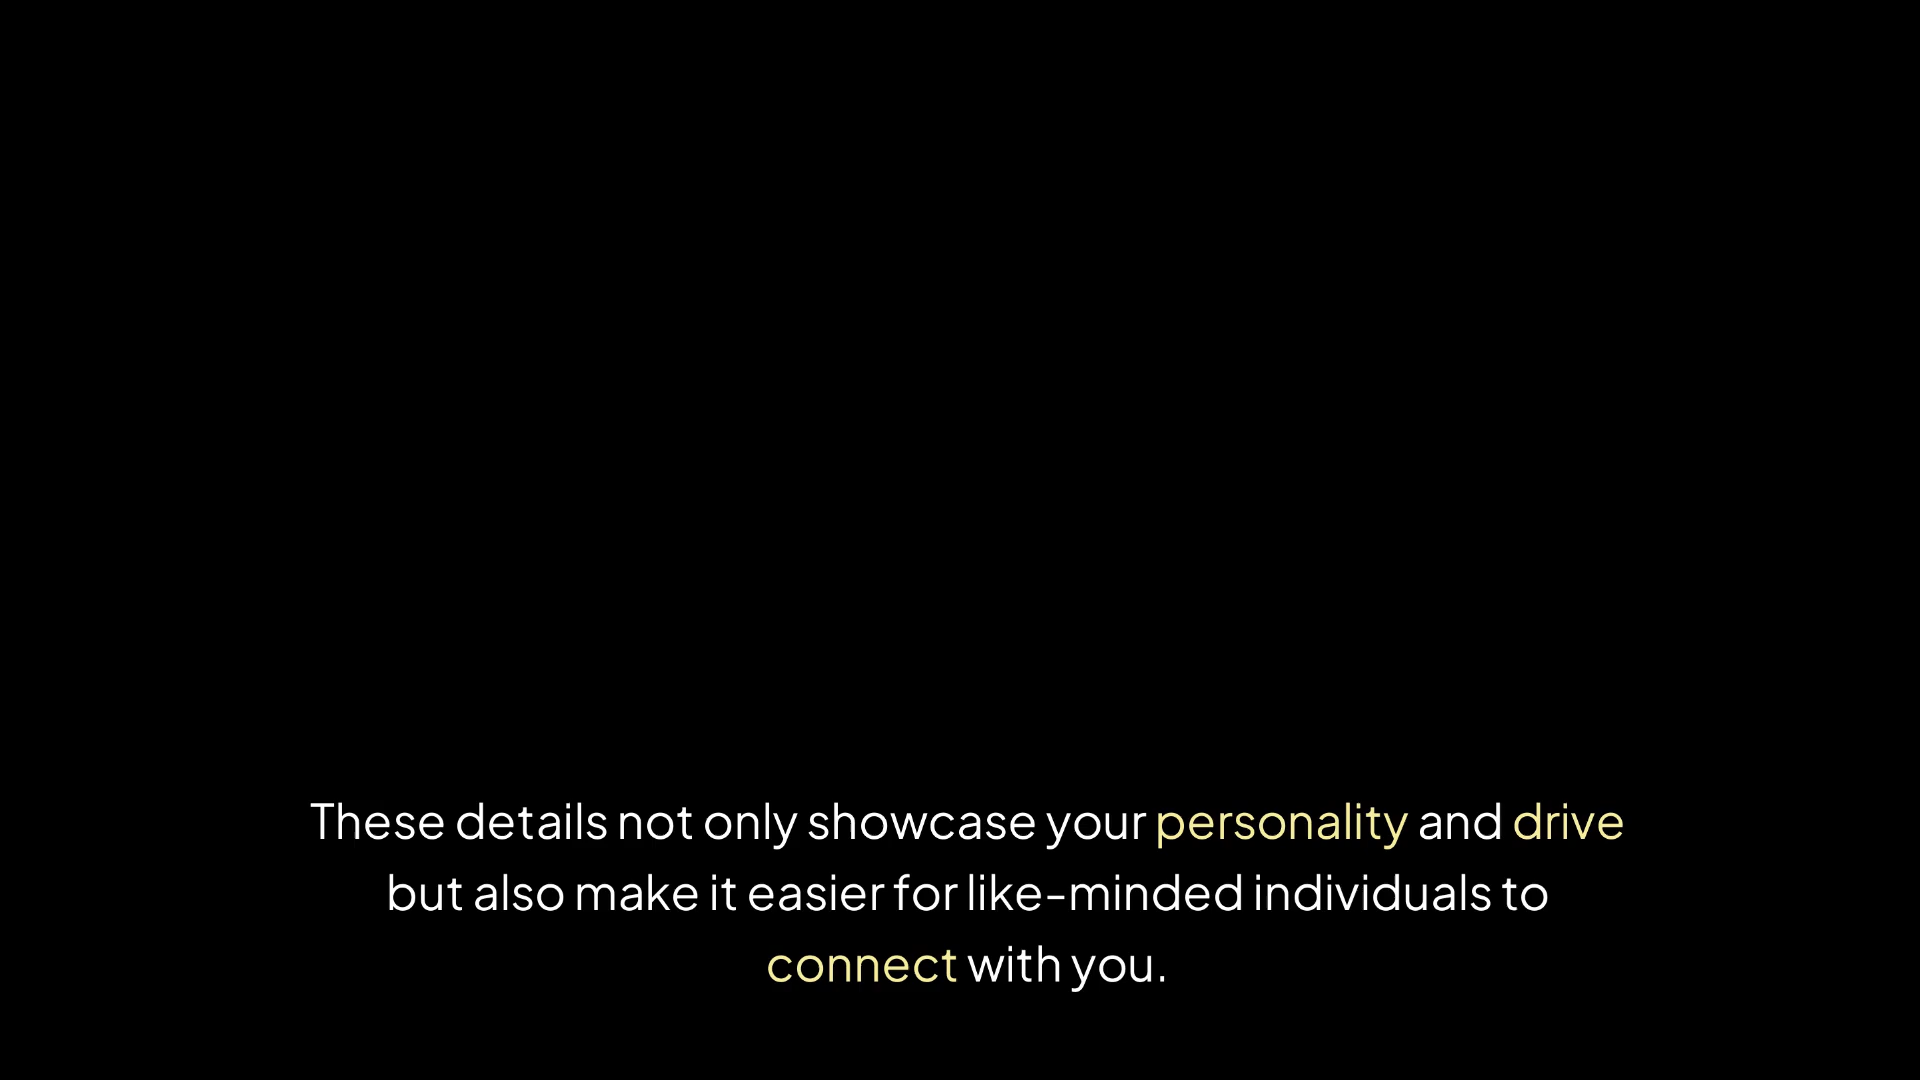 These details not only showcase your personality and drive
but also make it easier for like-minded individuals to
connect with you.